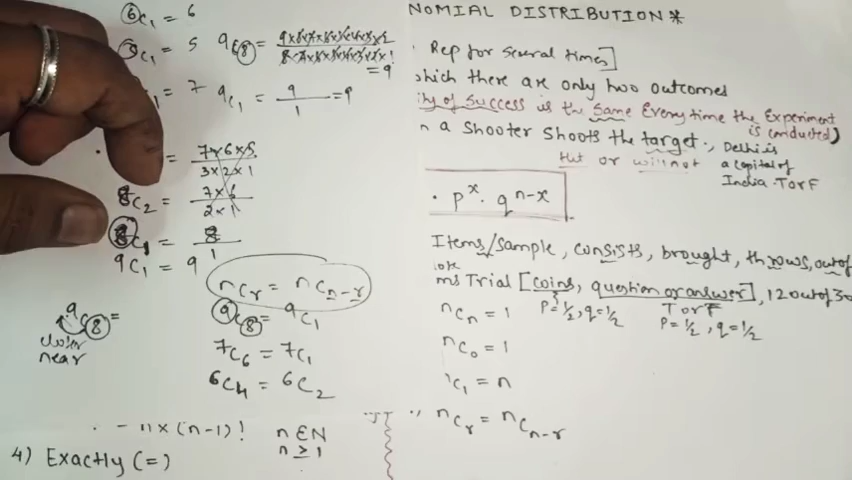 6C₁ = 6
C₁ = 5
9C8 = 9×8×7×6×5×4×3×2 / 8×7×6×5×4×3×2×1
= 9
= 7
9C₁ = 9/1 = 9
= 7×6×5 / 3×2×1
8C₂ = 7× / 2×1
8C₁ = 8/1
9C₁ = 9
nCr = nCn-r
9C8 = 9C₁
9C8 =
near
7C6 = 7C₁
6C4 = 6C₂
n×(n-1)!
n∈N
n≥1
4) Exactly (=)
NOMIAL DISTRIBUTION*
Rep for several times]
which there are only two outcomes
ity of success is the same Every time the Experiment
is conducted)
n a Shooter Shoots the target., Delhi is
Hit or will not
a capital of
India. T or F
. pˣ. qⁿ⁻ˣ
Items/Sample, consists, brought, throws, out of
ms Trial [coins, question or answer], 12 out of 30
p=1/2, q=1/2
T or F
p=1/2, q=1/2
nCn = 1
nC₀ = 1
C₁ = n
nCr = nCn-r